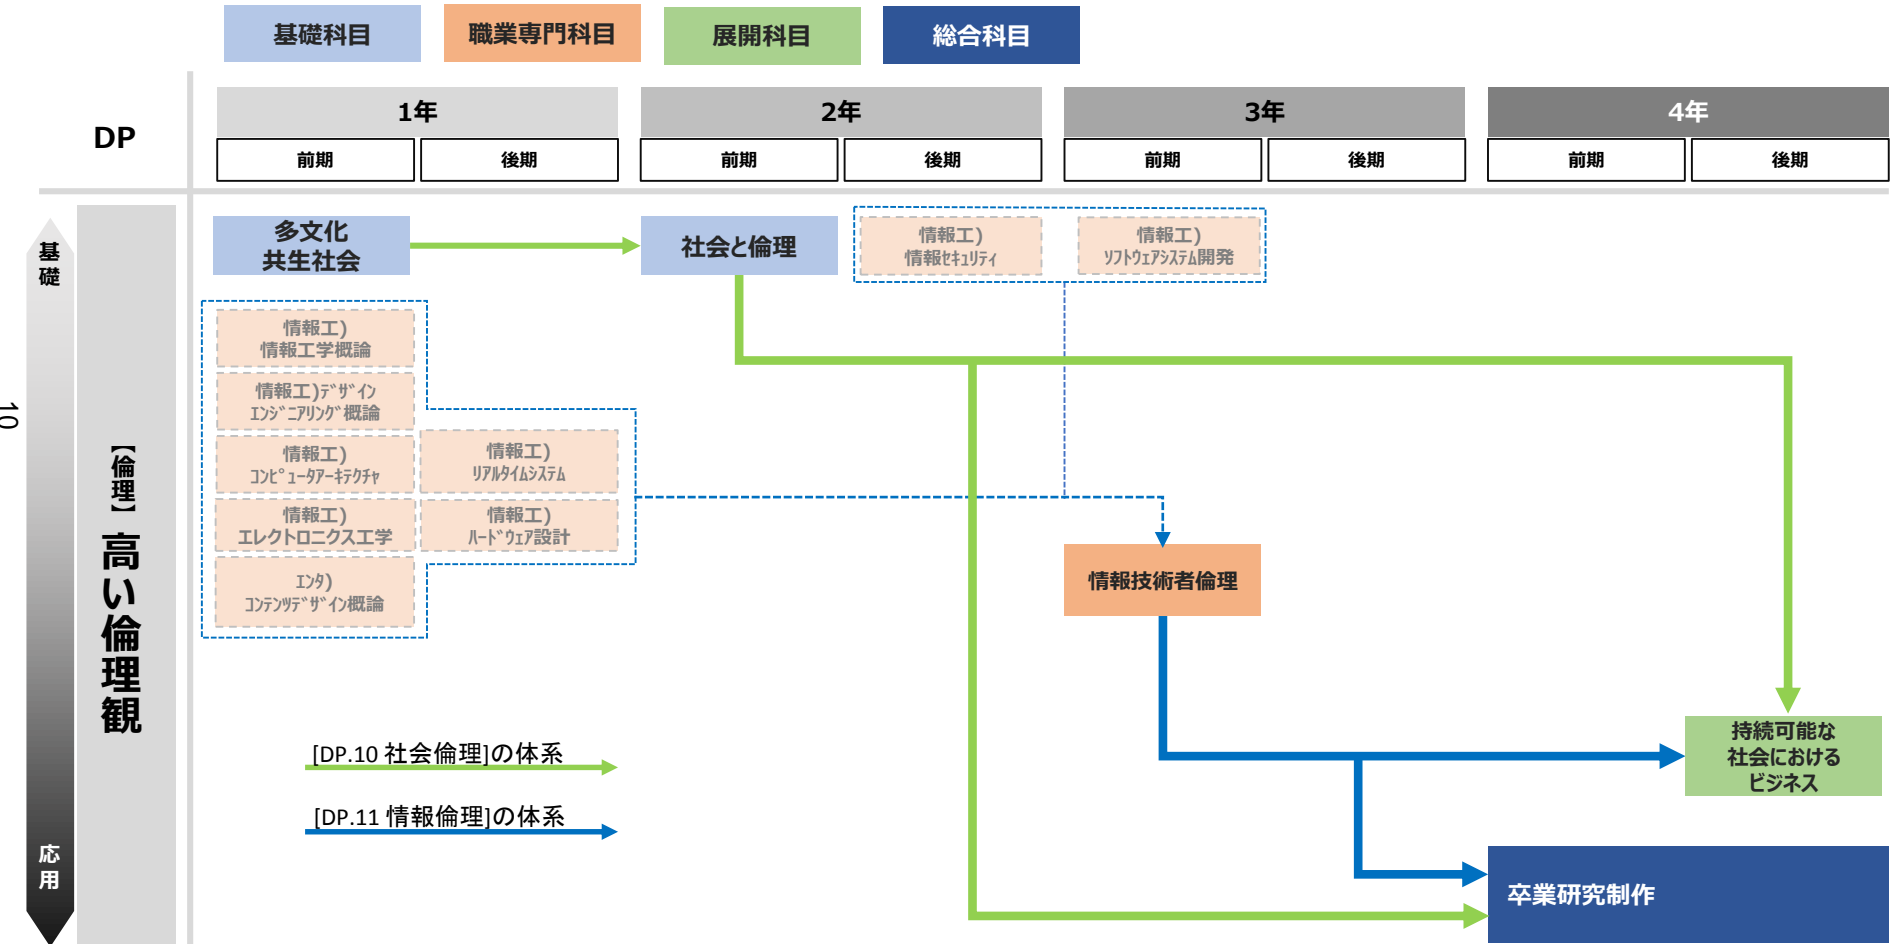 基礎科目
職業専門科目
展開科目
総合科目
DP
1年
2年
3年
4年
前期
後期
前期
後期
前期
後期
前期
後期
基礎
応用
10
【倫理】高い倫理観
多文化
共生社会
社会と倫理
情報工)
情報ｾｷｭﾘﾃｨ
情報工)
ｿﾌﾄｳｪｱｼｽﾃﾑ開発
情報工)
情報工学概論
情報工)ﾃﾞｻﾞｲﾝ
ｴﾝｼﾞﾆｱﾘﾝｸﾞ概論
情報工)
ｺﾝﾋﾟｭｰﾀｱｰｷﾃｸﾁｬ
情報工)
ﾘｱﾙﾀｲﾑｼｽﾃﾑ
情報工)
エレクトロニクス工学
情報工)
ﾊｰﾄﾞｳｪｱ設計
ｴﾝﾀ)
ｺﾝﾃﾝﾂﾃﾞｻﾞｲﾝ概論
情報技術者倫理
[DP.10 社会倫理]の体系
[DP.11 情報倫理]の体系
持続可能な
社会における
ビジネス
卒業研究制作